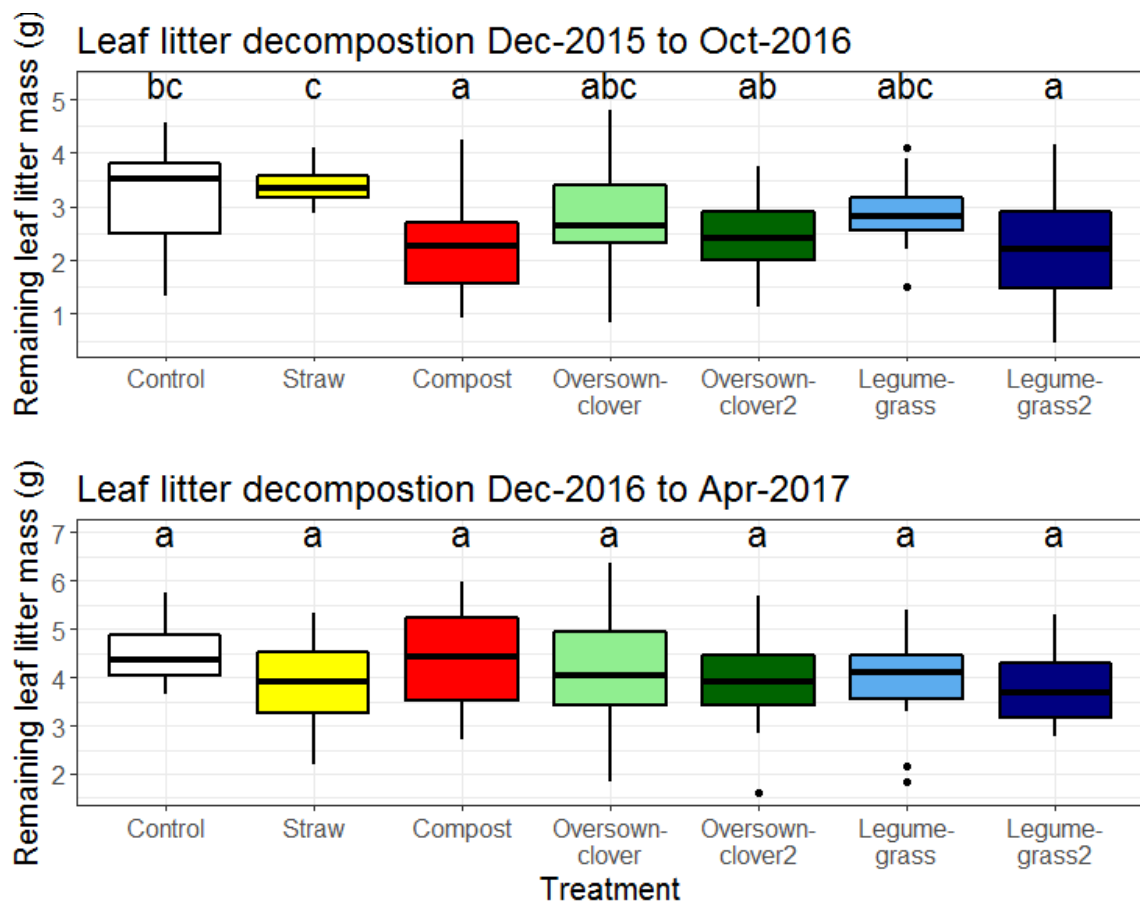 Leaf litter decompostion Dec-2015 to Oct-2016
Remaining leaf litter mass (g)
bc c a abc ab abc a
5
4
3
2
1
Control Straw Compost Oversown- Oversown- Legume- Legume-
clover clover2 grass grass2
Leaf litter decompostion Dec-2016 to Apr-2017
Remaining leaf litter mass (g)
a a a a a a a
7
6
5
4
3
2
Control Straw Compost Oversown- Oversown- Legume- Legume-
clover clover2 grass grass2
Treatment